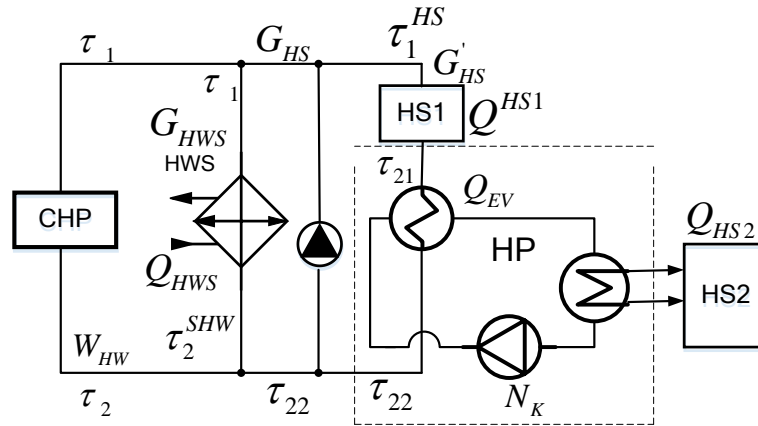 τ₁ G_HS τ₁^HS
τ₁ G'_HS
G_HWS HS1 Q^HS1
HWS
τ₂₁
CHP Q_EV
Q_HWS HP Q_HS2
HS2
τ₂^SHW
W_HW
τ₂ τ₂₂ τ₂₂ N_K